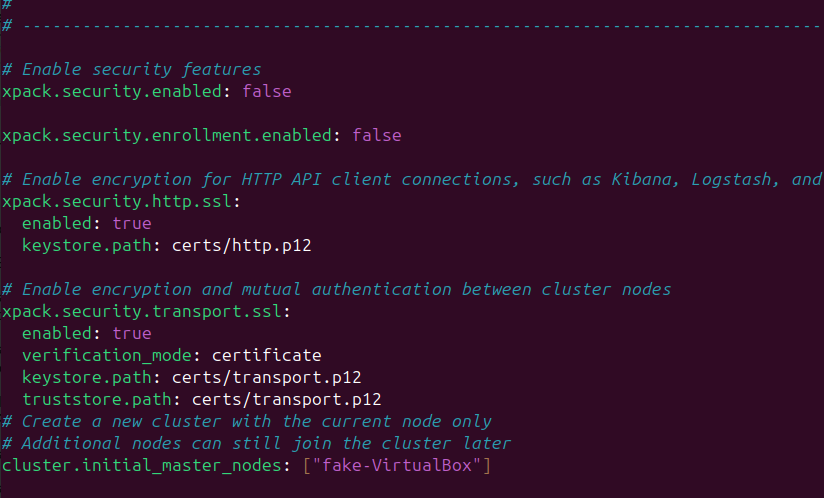 #
# --------------------------------------------------------------------------------
# Enable security features
xpack.security.enabled: false
xpack.security.enrollment.enabled: false
# Enable encryption for HTTP API client connections, such as Kibana, Logstash, and
xpack.security.http.ssl:
  enabled: true
  keystore.path: certs/http.p12
# Enable encryption and mutual authentication between cluster nodes
xpack.security.transport.ssl:
  enabled: true
  verification_mode: certificate
  keystore.path: certs/transport.p12
  truststore.path: certs/transport.p12
# Create a new cluster with the current node only
# Additional nodes can still join the cluster later
cluster.initial_master_nodes: ["fake-VirtualBox"]